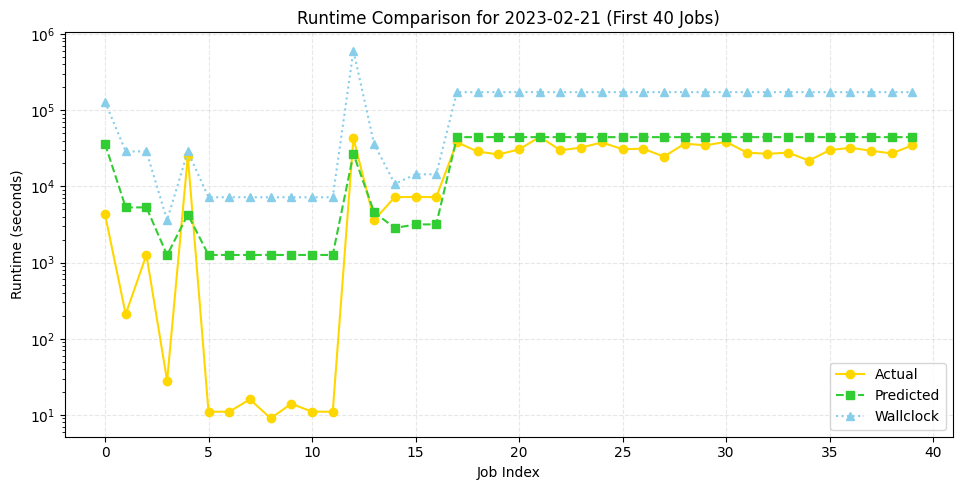 Runtime Comparison for 2023-02-21 (First 40 Jobs)
Runtime (seconds)
10^6
10^5
10^4
10^3
10^2
10^1
0 5 10 15 20 25 30 35 40
Job Index
Actual
Predicted
Wallclock